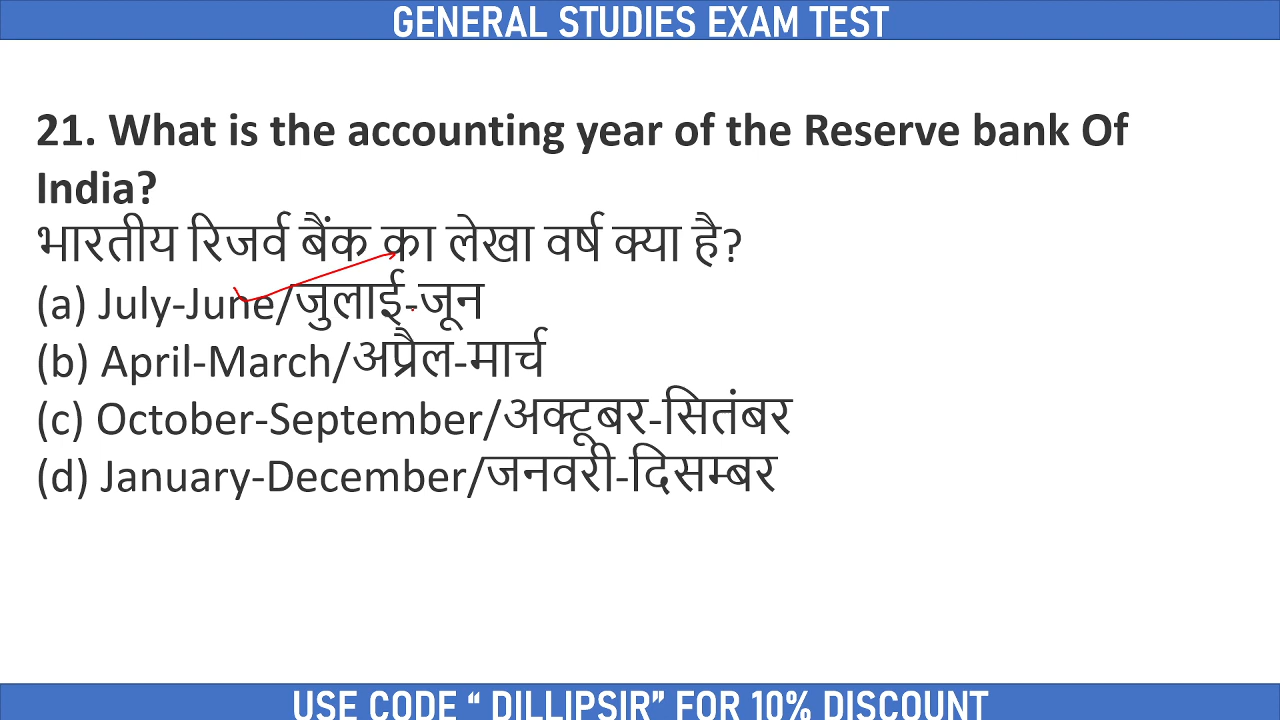 GENERAL STUDIES EXAM TEST
21. What is the accounting year of the Reserve bank Of
India?
भारतीय रिजर्व बैंक का लेखा वर्ष क्या है?
(a) July-June/जुलाई-जून
(b) April-March/अप्रैल-मार्च
(c) October-September/अक्टूबर-सितंबर
(d) January-December/जनवरी-दिसम्बर
USE CODE “ DILLIPSIR” FOR 10% DISCOUNT